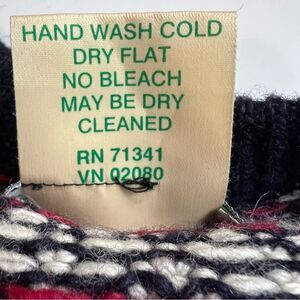 HAND WASH COLD
DRY FLAT
NO BLEACH
MAY BE DRY
CLEANED
RN 71341
VN 02080